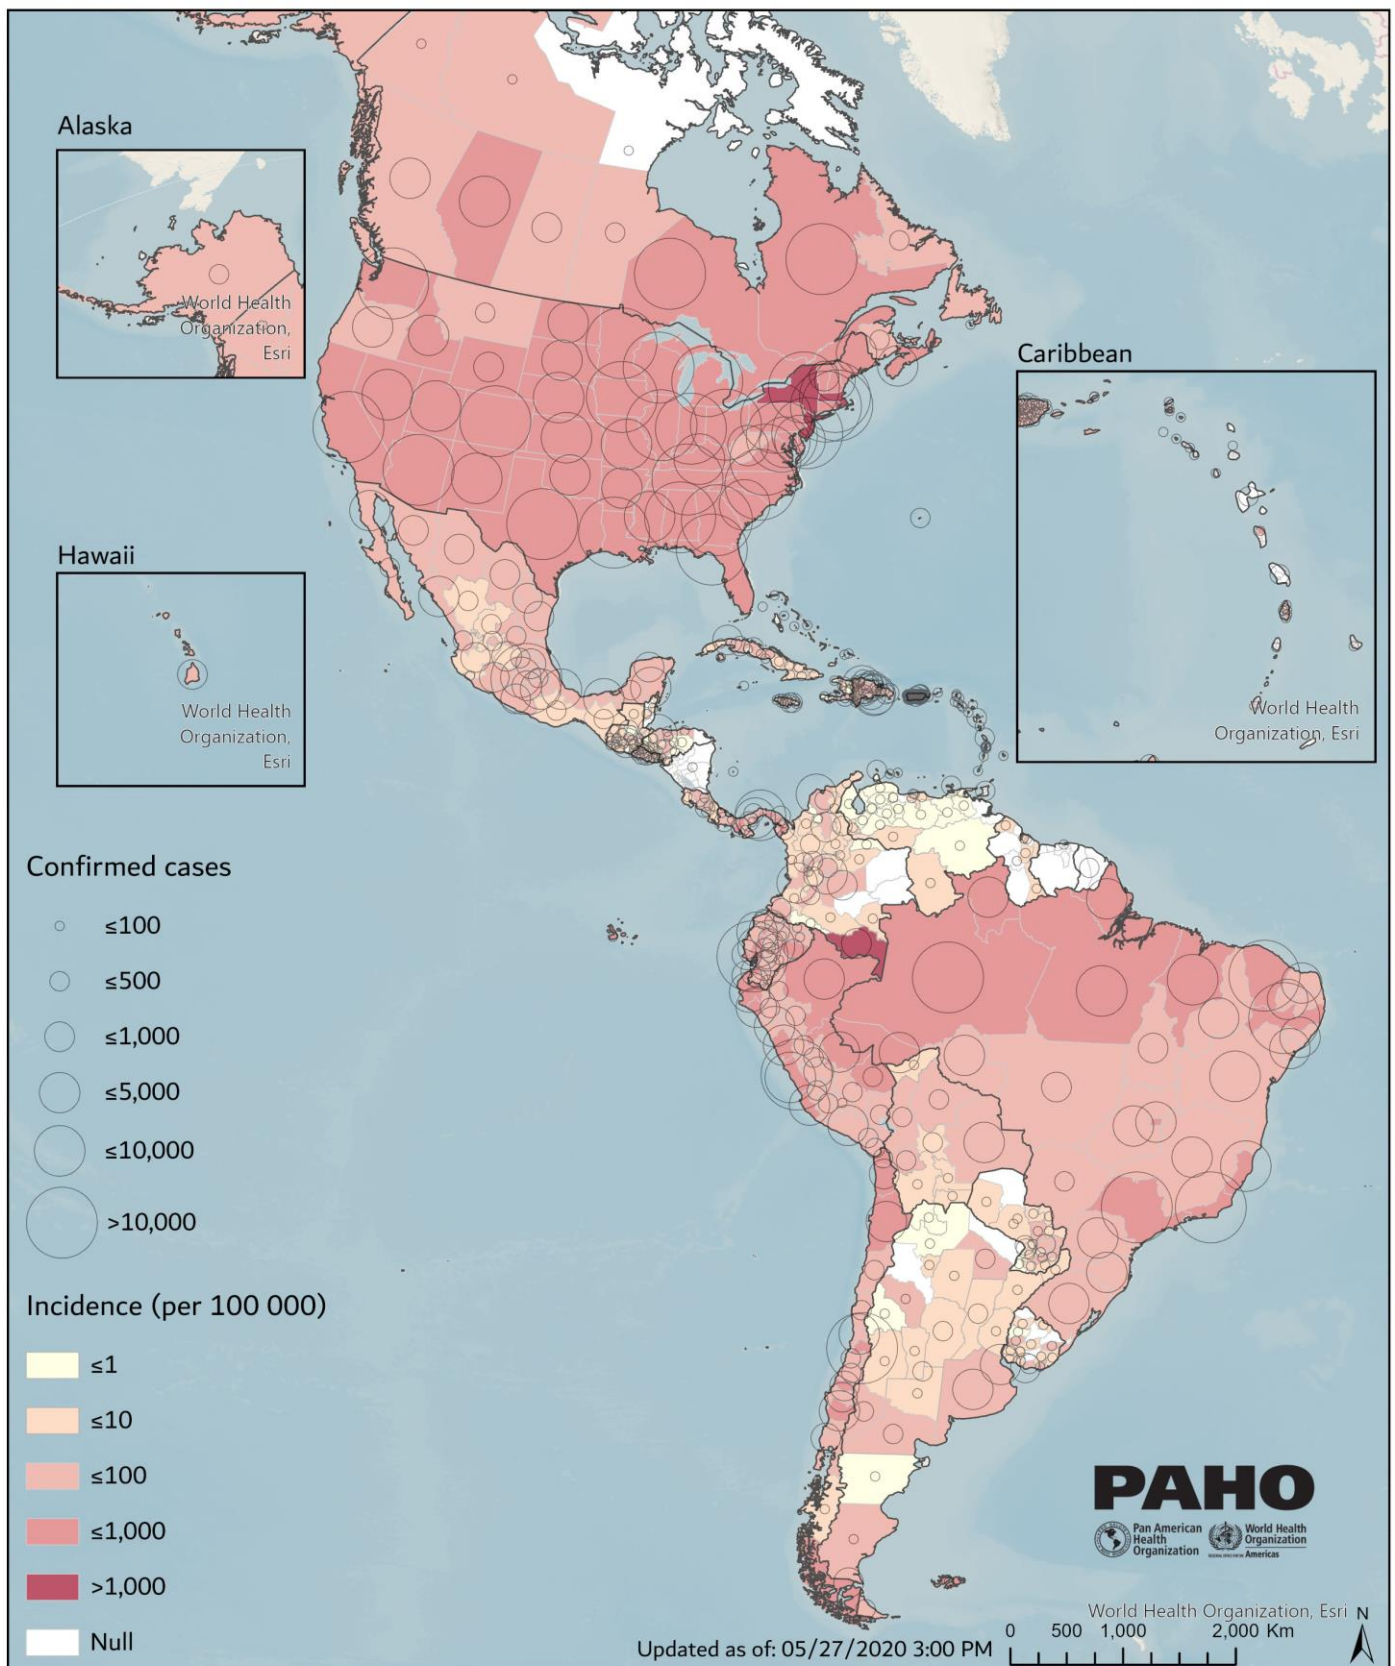 Alaska
World Health
Organization,
Esri
Caribbean
World Health
Organization, Esri
Hawaii
World Health
Organization,
Esri
Confirmed cases
≤100
≤500
≤1,000
≤5,000
≤10,000
>10,000
Incidence (per 100 000)
≤1
≤10
≤100
≤1,000
>1,000
Null
PAHO
Pan American
Health
Organization
World Health
Organization
Americas
World Health Organization, Esri
N
0 500 1,000 2,000 Km
Updated as of: 05/27/2020 3:00 PM